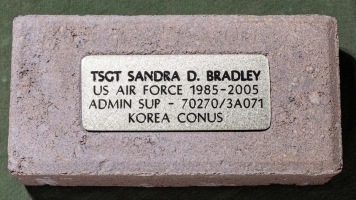 TSGT SANDRA D. BRADLEY
US AIR FORCE 1985-2005
ADMIN SUP - 70270/3A071
KOREA CONUS